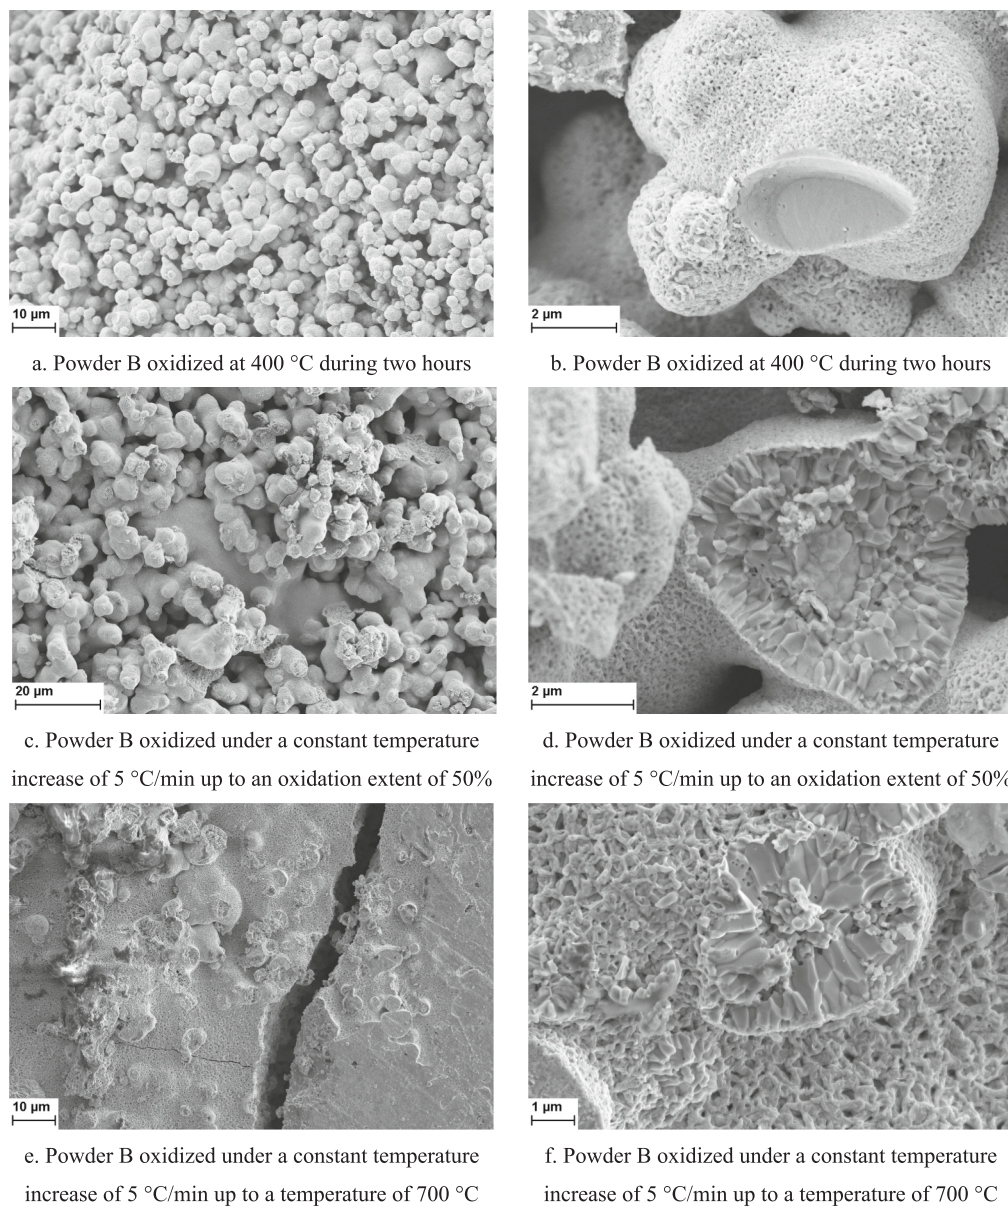 10 µm
2 µm
a. Powder B oxidized at 400 °C during two hours
b. Powder B oxidized at 400 °C during two hours
20 µm
2 µm
c. Powder B oxidized under a constant temperature
increase of 5 °C/min up to an oxidation extent of 50%
d. Powder B oxidized under a constant temperature
increase of 5 °C/min up to an oxidation extent of 50%
10 µm
1 µm
e. Powder B oxidized under a constant temperature
increase of 5 °C/min up to a temperature of 700 °C
f. Powder B oxidized under a constant temperature
increase of 5 °C/min up to a temperature of 700 °C